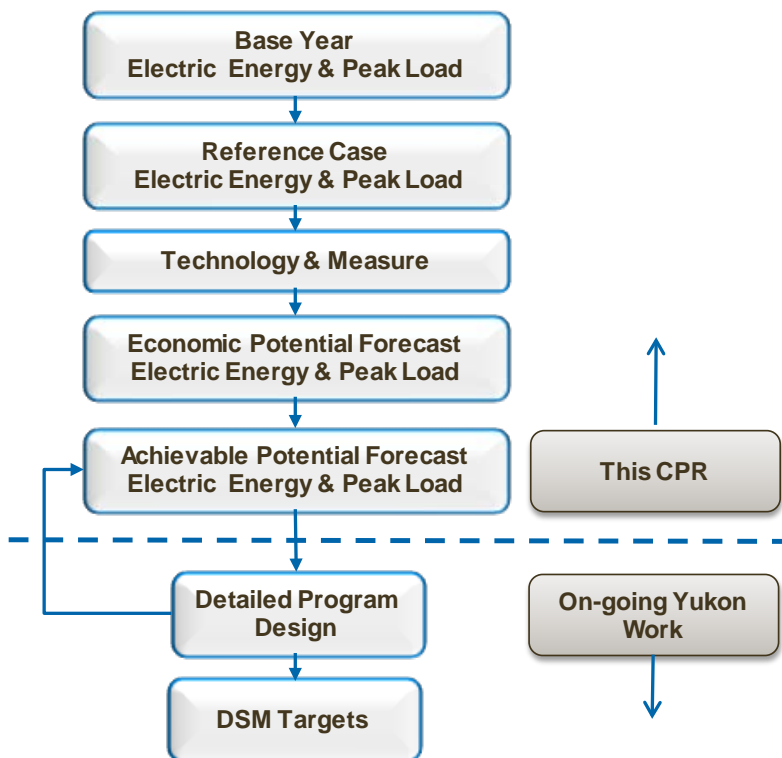 Base Year
Electric Energy & Peak Load
Reference Case
Electric Energy & Peak Load
Technology & Measure
Economic Potential Forecast
Electric Energy & Peak Load
Achievable Potential Forecast
Electric Energy & Peak Load
This CPR
Detailed Program
Design
On-going Yukon
Work
DSM Targets